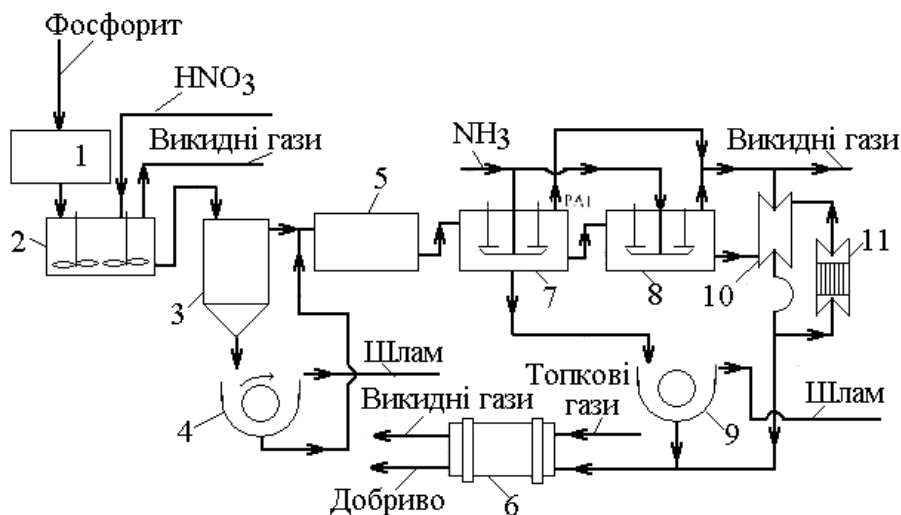 Фосфорит
HNO3
Викидні гази
NH3
Викидні
гази
1
5
PA1
2
3
7
8
10
11
Шлам
Топкові
гази
Викидні гази
4
9
Шлам
Добриво
6